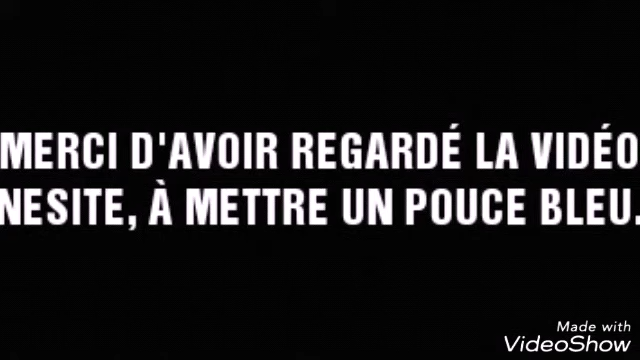 MERCI D'AVOIR REGARDÉ LA VIDÉO
NESITE, À METTRE UN POUCE BLEU.
Made with
VideoShow